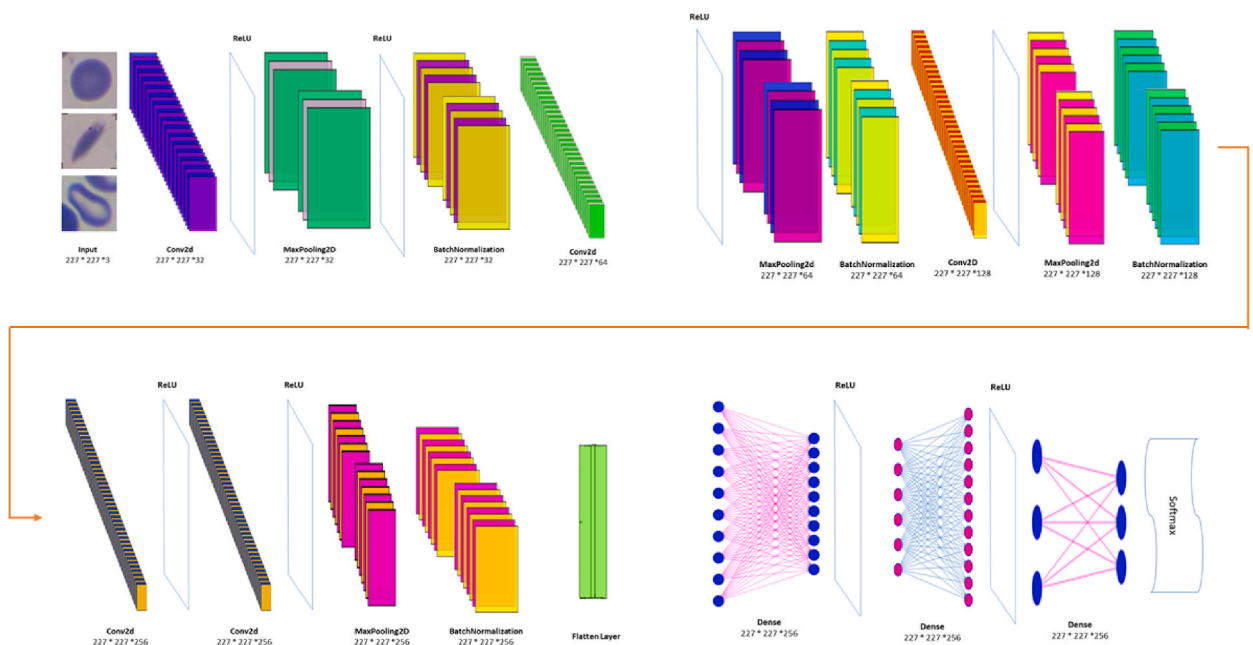 ReLU
ReLU
Input
227 * 227 *3
Conv2d
227 * 227*32
MaxPooling2D
227 * 227*32
BatchNormalization
227 * 227*32
Conv2d
227 * 227*64
ReLU
MaxPooling2d
227 * 227*64
BatchNormalization
227 * 227*64
Conv2D
227 * 227 *128
MaxPooling2d
227 * 227*128
BatchNormalization
227 * 227*128
ReLU
ReLU
Conv2d
227 * 227*256
Conv2d
227 * 227*256
MaxPooling2D
227 * 227*256
BatchNormalization
227 * 227*256
Flatten Layer
ReLU
ReLU
Dense
227 * 227*256
Dense
227 * 227*256
Dense
227 * 227*256
Softmax